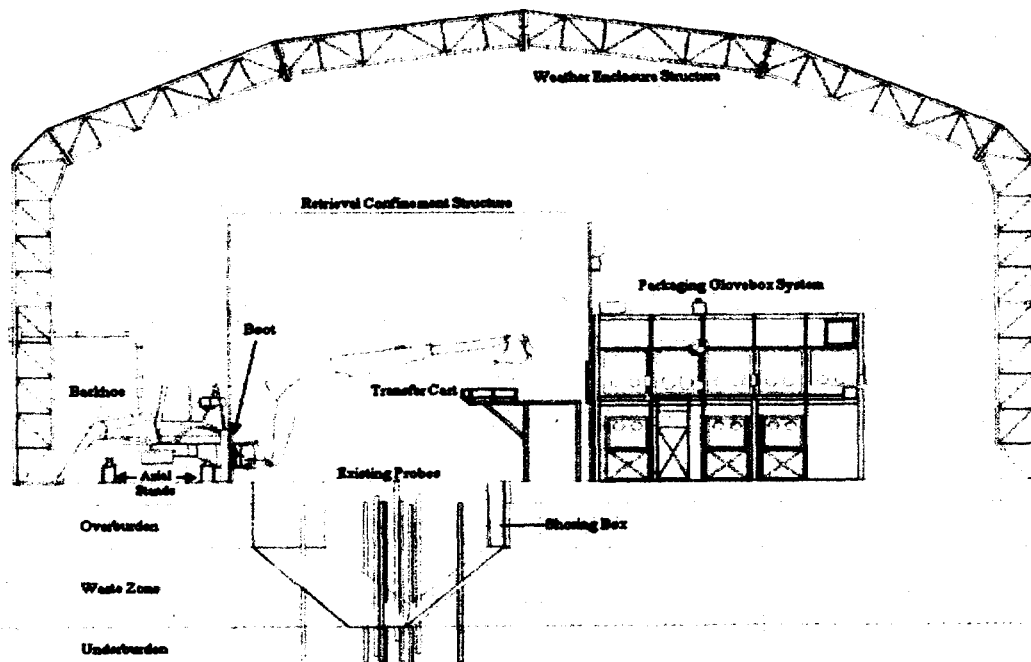 Weather Enclosure Structure
Retrieval Confinement Structure
Packaging Glovebox System
Boot
Backhoe
Transfer Cart
Axial
Stands
Existing Probes
Overburden
Shoring Box
Waste Zone
Underburden